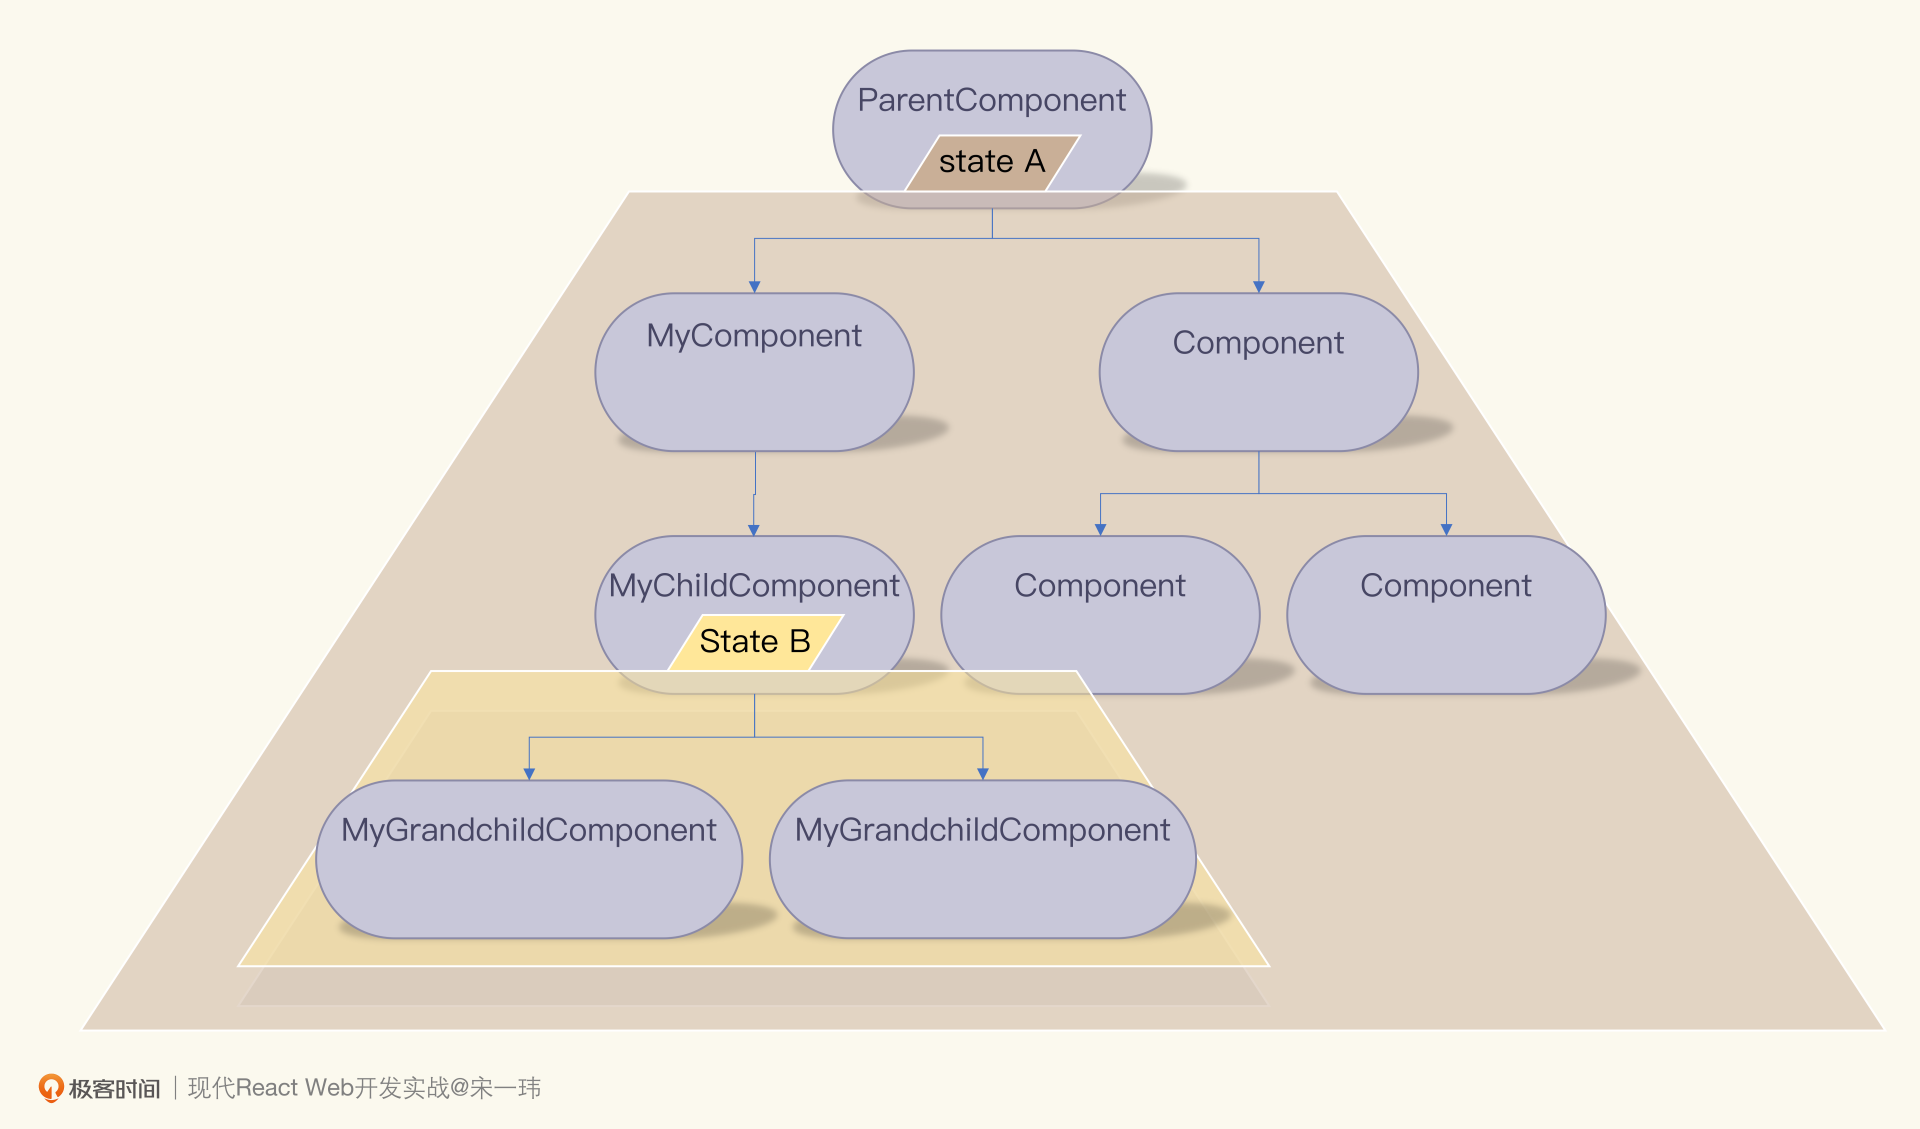 ParentComponent
state A
MyComponent
Component
MyChildComponent
Component
Component
State B
MyGrandchildComponent
MyGrandchildComponent
极客时间 | 现代React Web开发实战@宋一玮